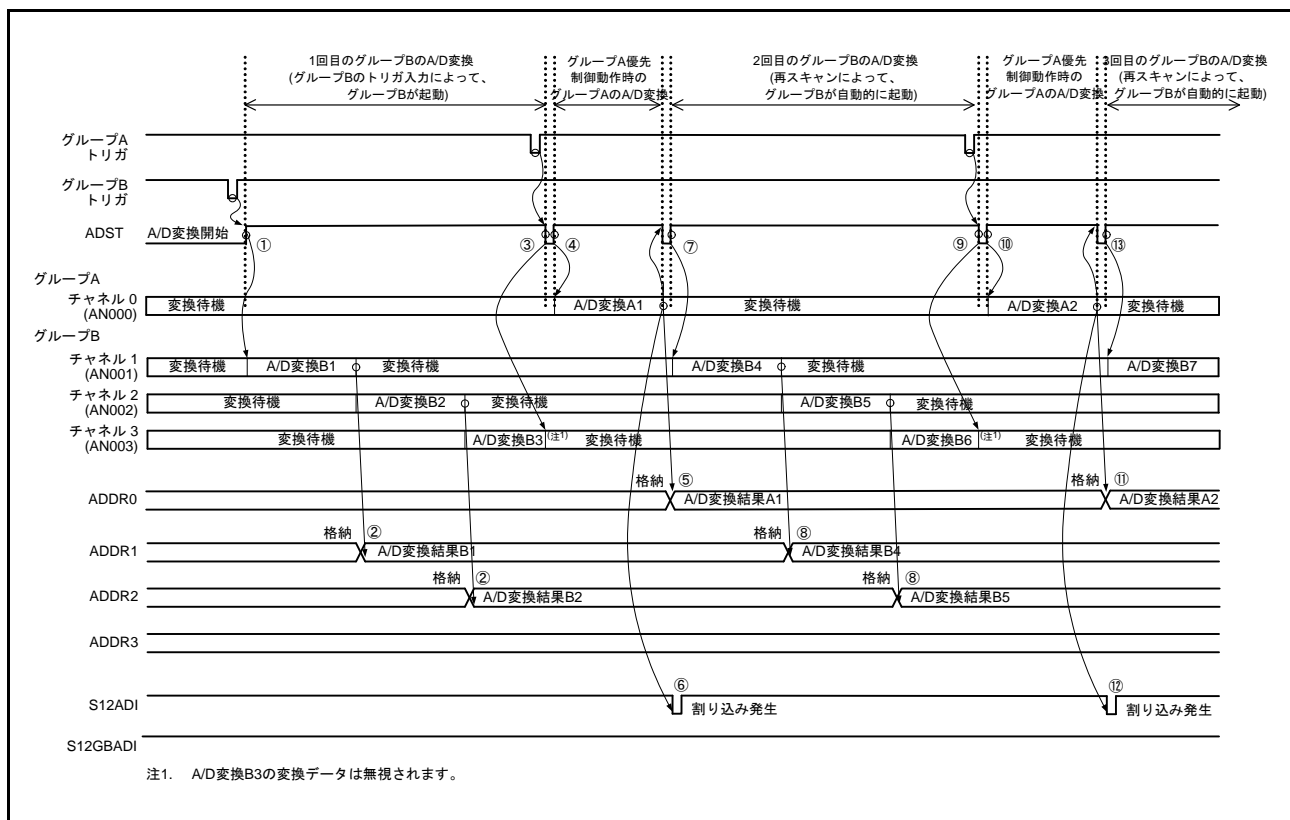 1回目のグループBのA/D変換
(グループBのトリガ入力によって、
グループBが起動)
グループA優先
制御動作時の
グループAのA/D変換
2回目のグループBのA/D変換
(再スキャンによって、
グループBが自動的に起動)
グループA優先
制御動作時の
グループAのA/D変換
3回目のグループBのA/D変換
(再スキャンによって、
グループBが自動的に起動)
グループA
トリガ
グループB
トリガ
ADST A/D変換開始 ① ③ ④ ⑦ ⑨ ⑩ ⑬
グループA
チャネル 0
(AN000)
変換待機 A/D変換A1 変換待機 A/D変換A2 変換待機
グループB
チャネル 1
(AN001)
変換待機 A/D変換B1 変換待機 A/D変換B4 変換待機 A/D変換B7
チャネル 2
(AN002)
変換待機 A/D変換B2 変換待機 A/D変換B5 変換待機
チャネル 3
(AN003)
変換待機 A/D変換B3 (注1) 変換待機 A/D変換B6 (注1) 変換待機
ADDR0 格納 ⑤ A/D変換結果A1 格納 ⑪ A/D変換結果A2
ADDR1 格納 ② A/D変換結果B1 格納 ⑧ A/D変換結果B4
ADDR2 格納 ② A/D変換結果B2 格納 ⑧ A/D変換結果B5
ADDR3
S12ADI ⑥ 割り込み発生 ⑫ 割り込み発生
S12GBADI
注1. A/D変換B3の変換データは無視されます。